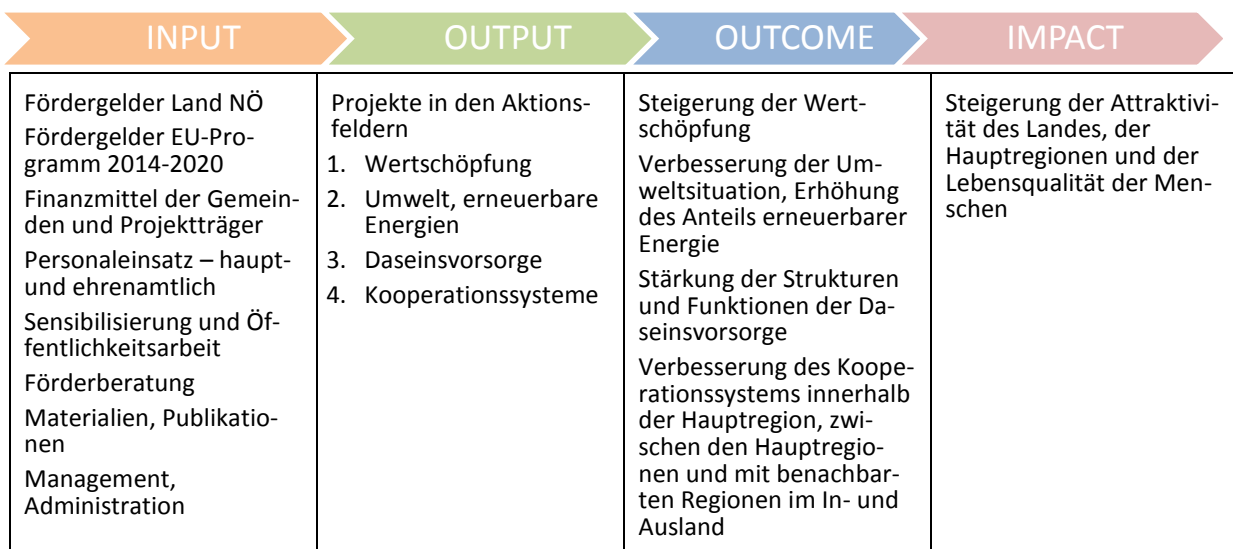 INPUT
OUTPUT
OUTCOME
IMPACT
Fördergelder Land NÖ
Fördergelder EU-Pro-
gramm 2014-2020
Finanzmittel der Gemein-
den und Projektträger
Personaleinsatz – haupt-
und ehrenamtlich
Sensibilisierung und Öf-
fentlichkeitsarbeit
Förderberatung
Materialien, Publikatio-
nen
Management,
Administration
Projekte in den Aktions-
feldern
1. Wertschöpfung
2. Umwelt, erneuerbare
Energien
3. Daseinsvorsorge
4. Kooperationssysteme
Steigerung der Wert-
schöpfung
Verbesserung der Um-
weltsituation, Erhöhung
des Anteils erneuerbarer
Energie
Stärkung der Strukturen
und Funktionen der Da-
seinsvorsorge
Verbesserung des Koope-
rationssystems innerhalb
der Hauptregion, zwi-
schen den Hauptregio-
nen und mit benachbar-
ten Regionen im In- und
Ausland
Steigerung der Attraktivi-
tät des Landes, der
Hauptregionen und der
Lebensqualität der Men-
schen